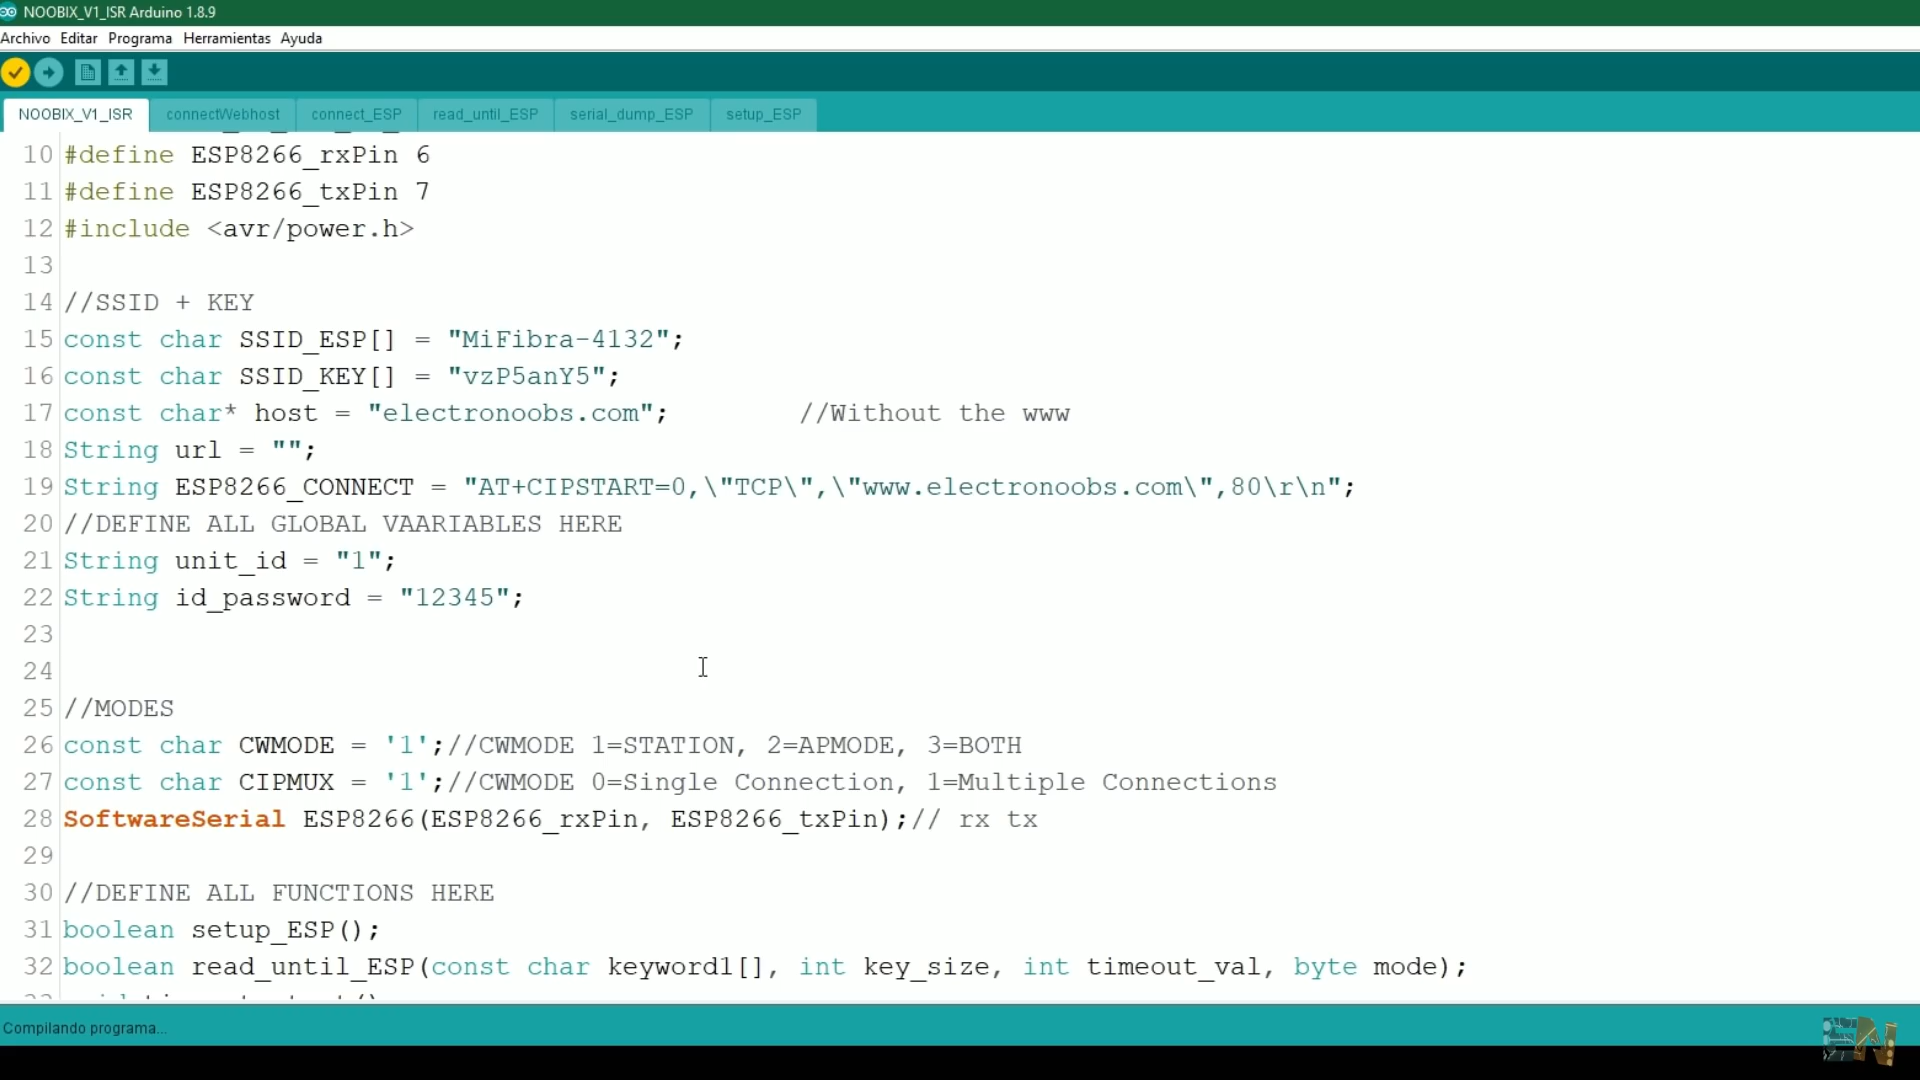 NOOBIX_V1_ISR Arduino 1.8.9
Archivo Editar Programa Herramientas Ayuda
NOOBIX_V1_ISR connectWebhost connect_ESP read_until_ESP serial_dump_ESP setup_ESP
10 #define ESP8266_rxPin 6
11 #define ESP8266_txPin 7
12 #include <avr/power.h>
13
14 //SSID + KEY
15 const char SSID_ESP[] = "MiFibra-4132";
16 const char SSID_KEY[] = "vzP5anY5";
17 const char* host = "electronoobs.com"; //Without the www
18 String url = "";
19 String ESP8266_CONNECT = "AT+CIPSTART=0,\"TCP\",\"www.electronoobs.com\",80\r\n";
20 //DEFINE ALL GLOBAL VAARIABLES HERE
21 String unit_id = "1";
22 String id_password = "12345";
23
24
25 //MODES
26 const char CWMODE = '1';//CWMODE 1=STATION, 2=APMODE, 3=BOTH
27 const char CIPMUX = '1';//CWMODE 0=Single Connection, 1=Multiple Connections
28 SoftwareSerial ESP8266(ESP8266_rxPin, ESP8266_txPin);// rx tx
29
30 //DEFINE ALL FUNCTIONS HERE
31 boolean setup_ESP();
32 boolean read_until_ESP(const char keyword1[], int key_size, int timeout_val, byte mode);
Compilando programa...
EN